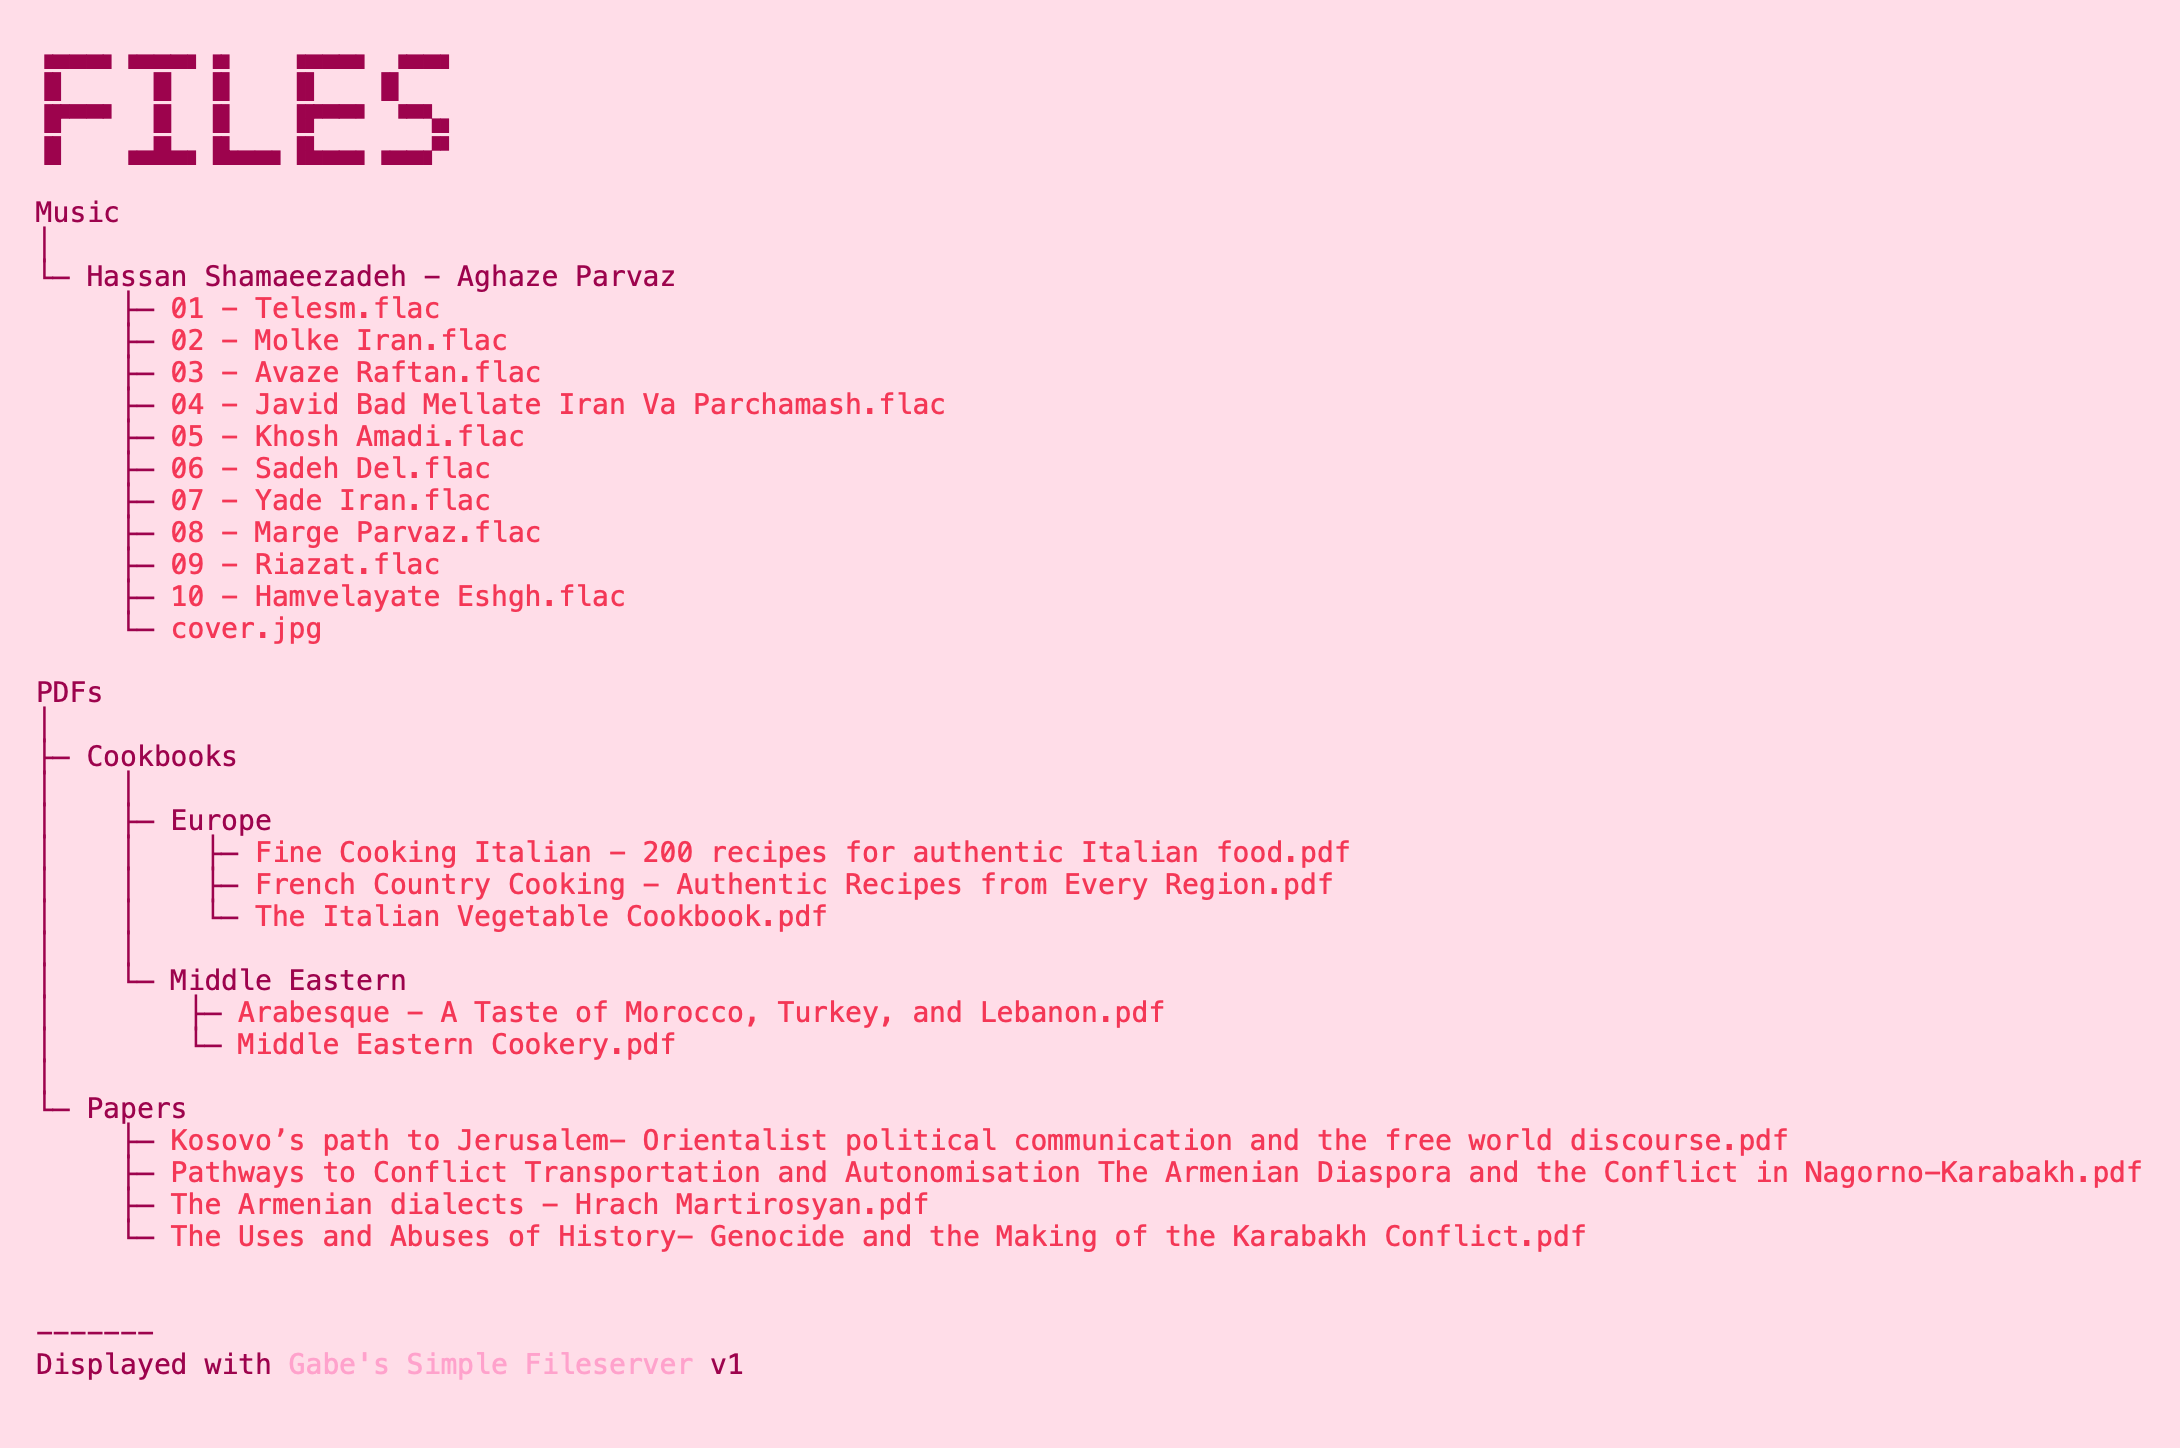 FILES
Music
Hassan Shamaeezadeh - Aghaze Parvaz
01 - Telesm.flac
02 - Molke Iran.flac
03 - Avaze Raftan.flac
04 - Javid Bad Mellate Iran Va Parchamash.flac
05 - Khosh Amadi.flac
06 - Sadeh Del.flac
07 - Yade Iran.flac
08 - Marge Parvaz.flac
09 - Riazat.flac
10 - Hamvelayate Eshgh.flac
cover.jpg
PDFs
Cookbooks
Europe
Fine Cooking Italian - 200 recipes for authentic Italian food.pdf
French Country Cooking - Authentic Recipes from Every Region.pdf
The Italian Vegetable Cookbook.pdf
Middle Eastern
Arabesque - A Taste of Morocco, Turkey, and Lebanon.pdf
Middle Eastern Cookery.pdf
Papers
Kosovo’s path to Jerusalem- Orientalist political communication and the free world discourse.pdf
Pathways to Conflict Transportation and Autonomisation The Armenian Diaspora and the Conflict in Nagorno-Karabakh.pdf
The Armenian dialects - Hrach Martirosyan.pdf
The Uses and Abuses of History- Genocide and the Making of the Karabakh Conflict.pdf
-------
Displayed with Gabe's Simple Fileserver v1